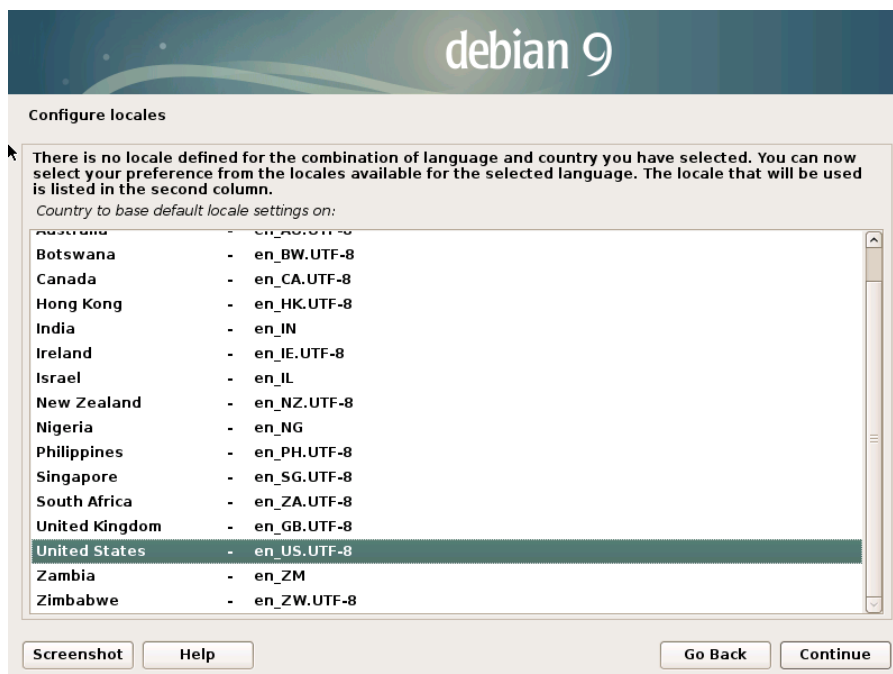 debian 9
Configure locales
There is no locale defined for the combination of language and country you have selected. You can now
select your preference from the locales available for the selected language. The locale that will be used
is listed in the second column.
Country to base default locale settings on:
Australia - en_AU.UTF-8
Botswana - en_BW.UTF-8
Canada - en_CA.UTF-8
Hong Kong - en_HK.UTF-8
India - en_IN
Ireland - en_IE.UTF-8
Israel - en_IL
New Zealand - en_NZ.UTF-8
Nigeria - en_NG
Philippines - en_PH.UTF-8
Singapore - en_SG.UTF-8
South Africa - en_ZA.UTF-8
United Kingdom - en_GB.UTF-8
United States - en_US.UTF-8
Zambia - en_ZM
Zimbabwe - en_ZW.UTF-8
Screenshot Help Go Back Continue